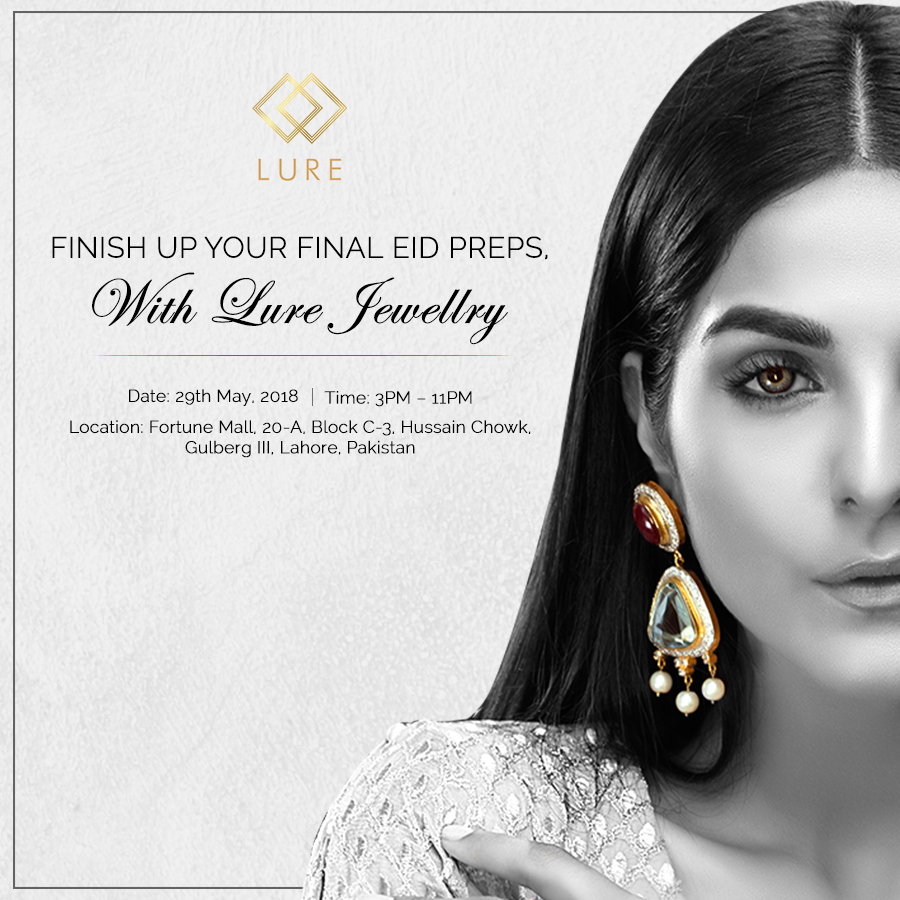 LURE
FINISH UP YOUR FINAL EID PREPS,
With Lure Jewellry
Date: 29th May, 2018 | Time: 3PM – 11PM
Location: Fortune Mall, 20-A, Block C-3, Hussain Chowk,
Gulberg III, Lahore, Pakistan